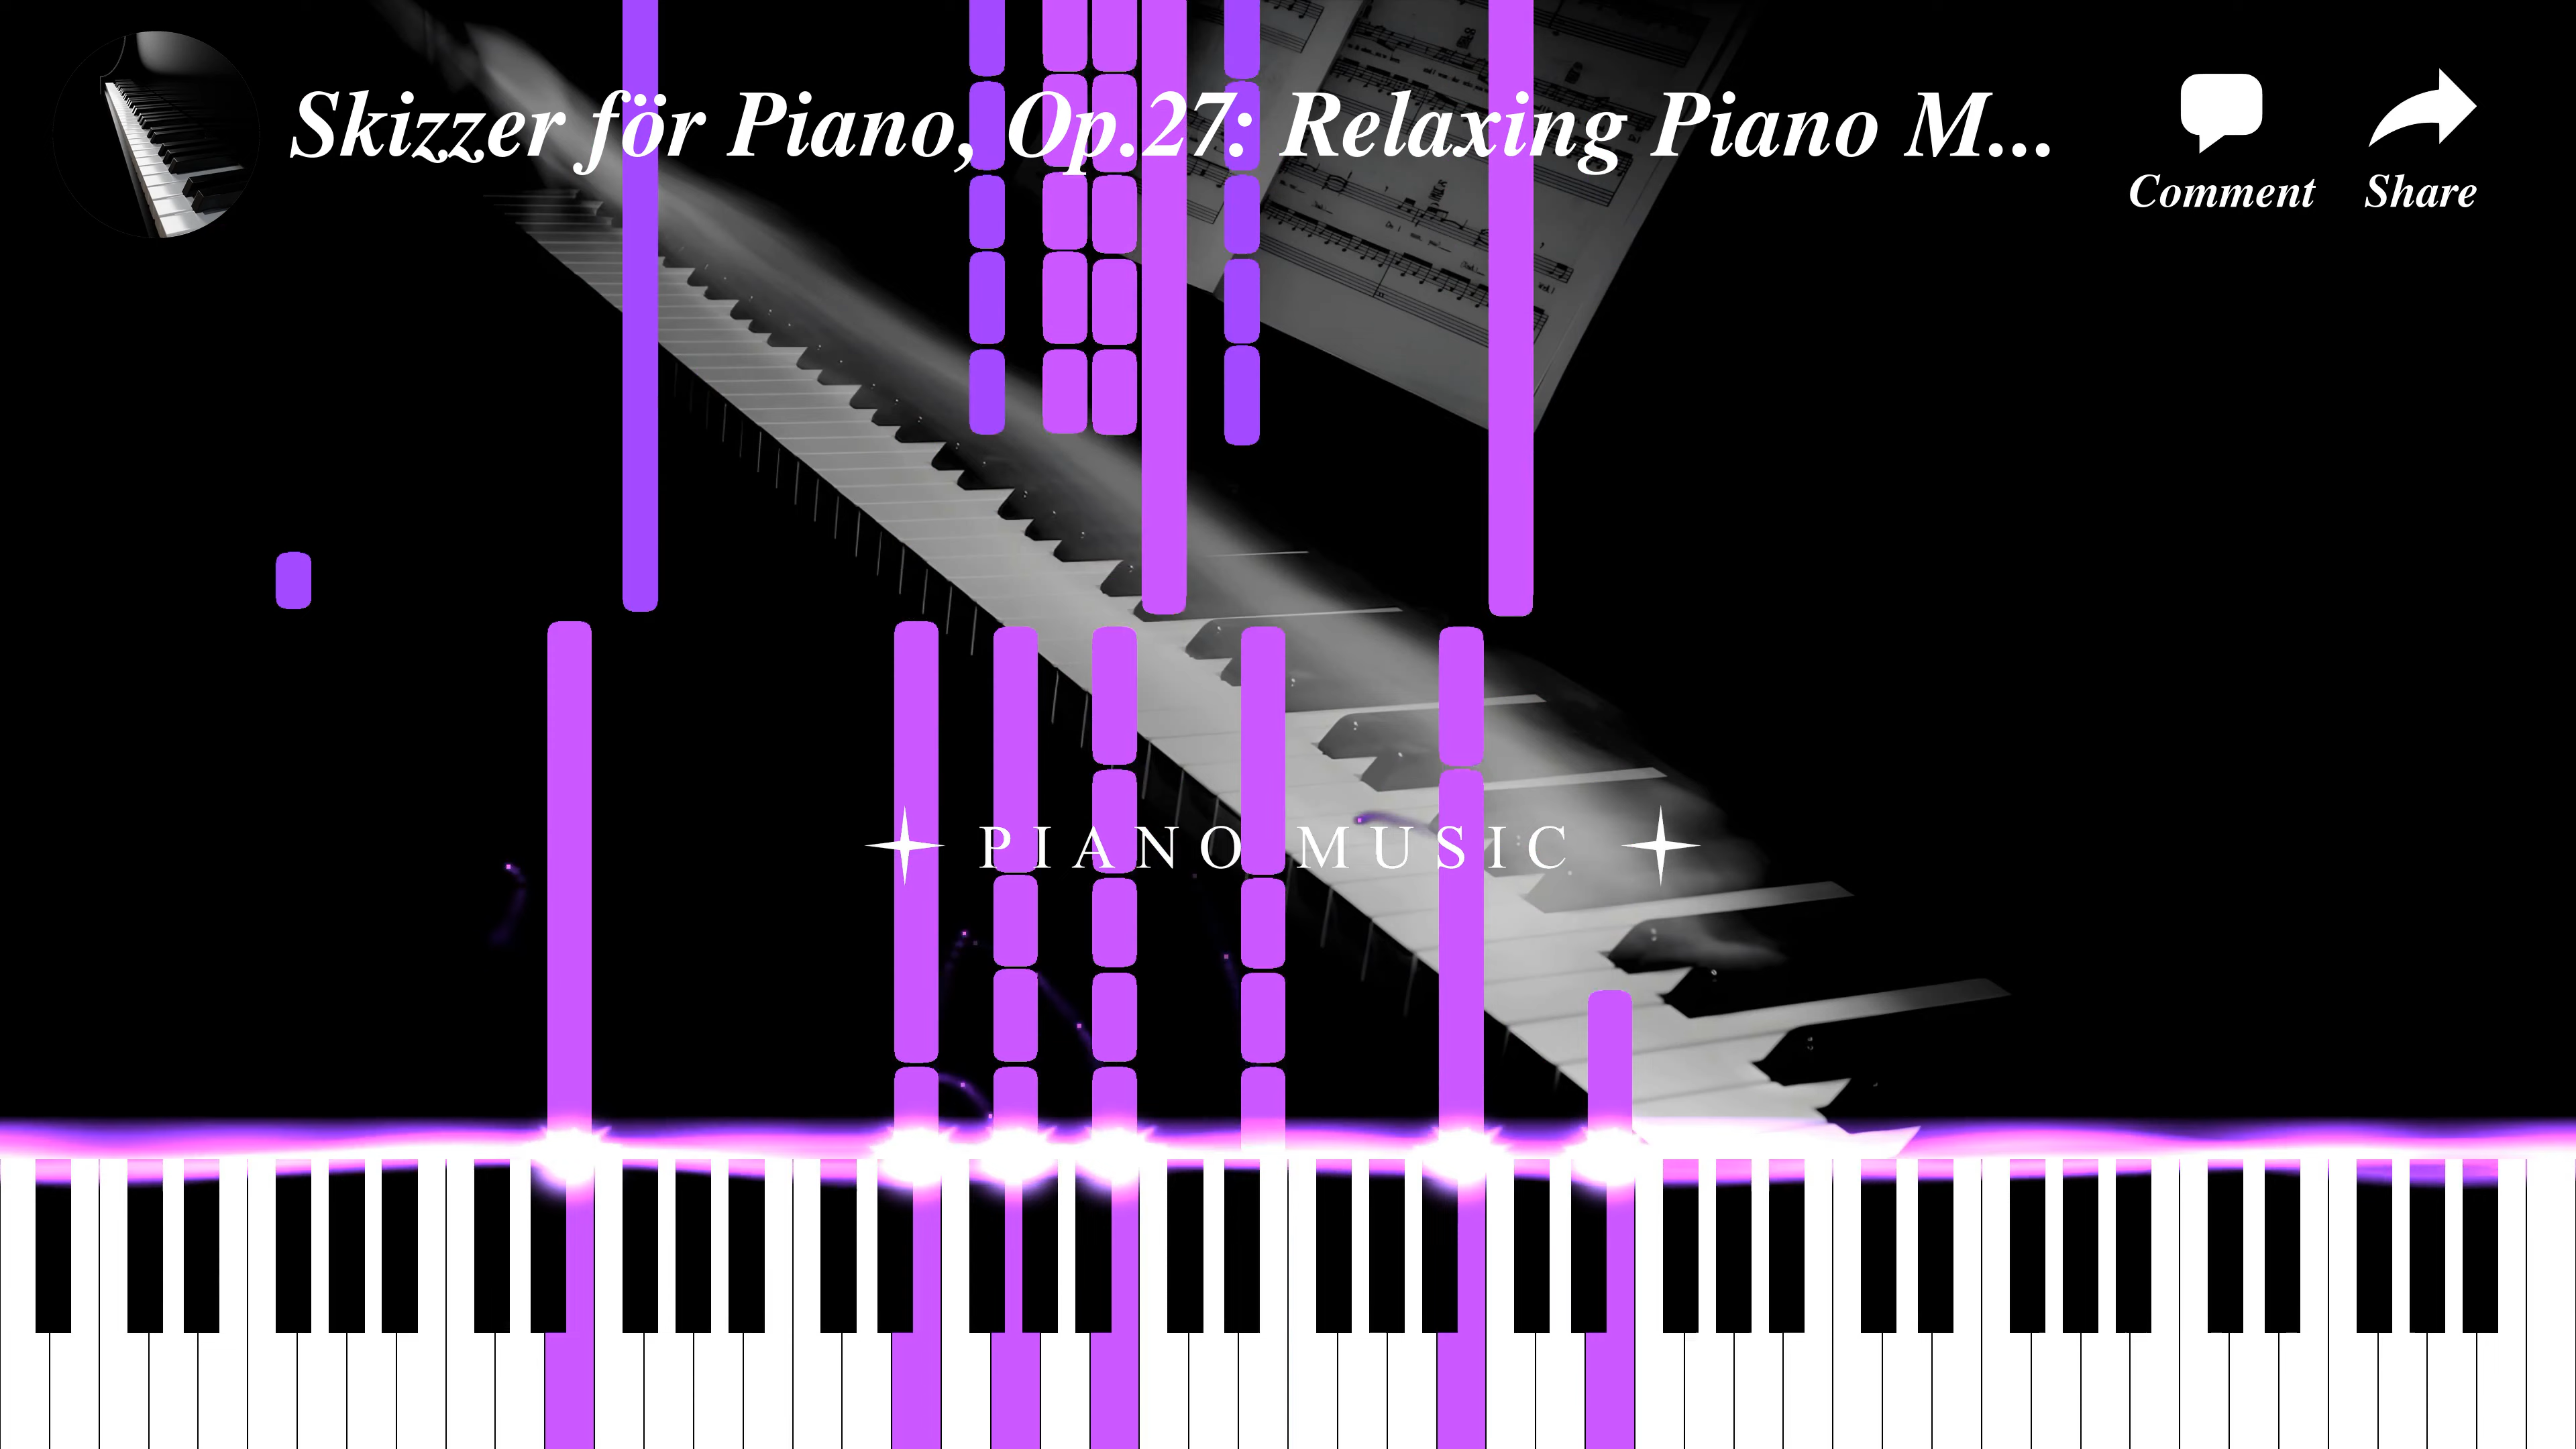 Skizzer för Piano, Op.27: Relaxing Piano M...
Comment
Share
PIANO MUSIC